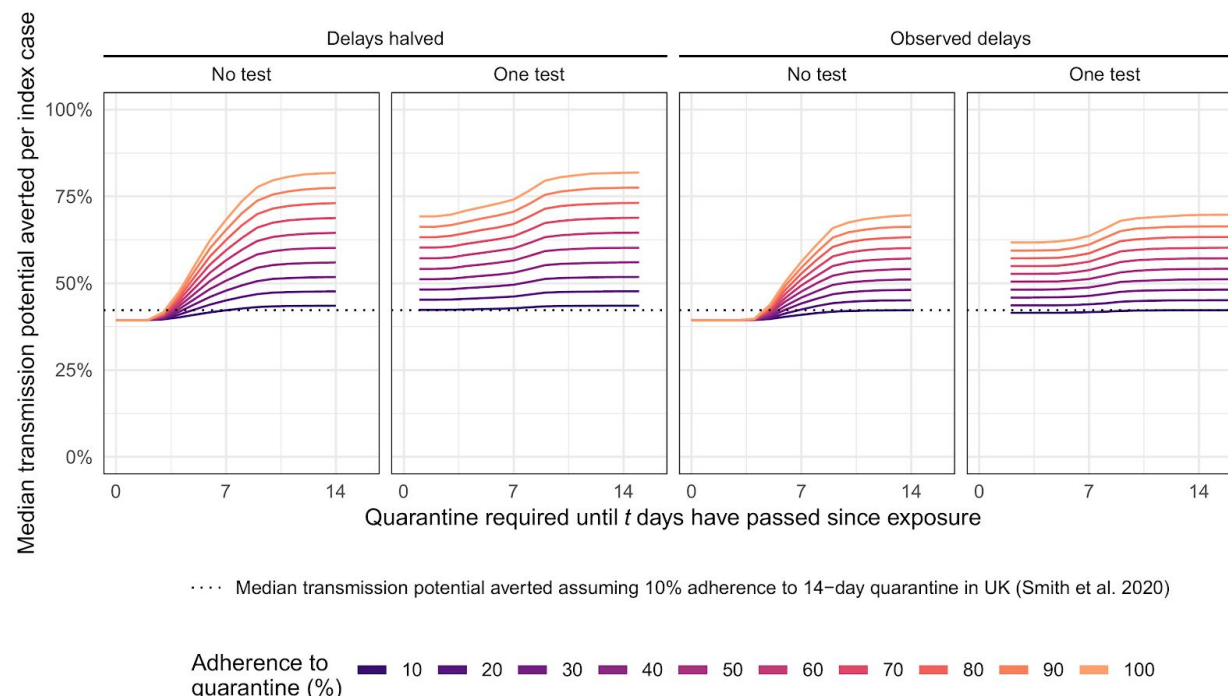 Median transmission potential averted per index case
Delays halved
Observed delays
No test
One test
No test
One test
100%
75%
50%
25%
0%
0 7 14
0 7 14
0 7 14
0 7 14
Quarantine required until t days have passed since exposure
Median transmission potential averted assuming 10% adherence to 14−day quarantine in UK (Smith et al. 2020)
Adherence to
quarantine (%)
10 20 30 40 50 60 70 80 90 100